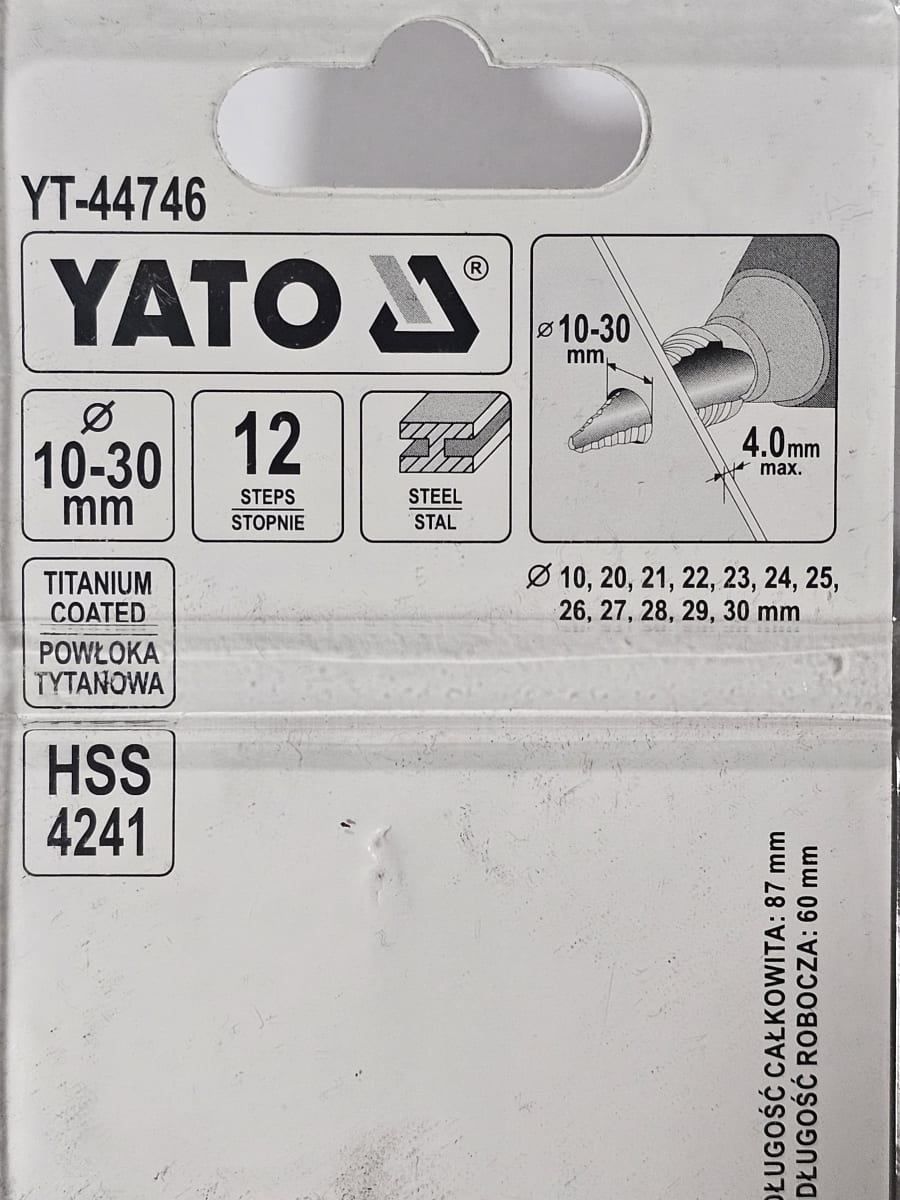 YT-44746
YATO ®
⌀ 10-30
mm
4.0mm
max.
⌀
10-30
mm
12
STEPS
STOPNIE
STEEL
STAL
⌀ 10, 20, 21, 22, 23, 24, 25,
26, 27, 28, 29, 30 mm
TITANIUM
COATED
POWŁOKA
TYTANOWA
HSS
4241
DŁUGOŚĆ CAŁKOWITA: 87 mm
DŁUGOŚĆ ROBOCZA: 60 mm